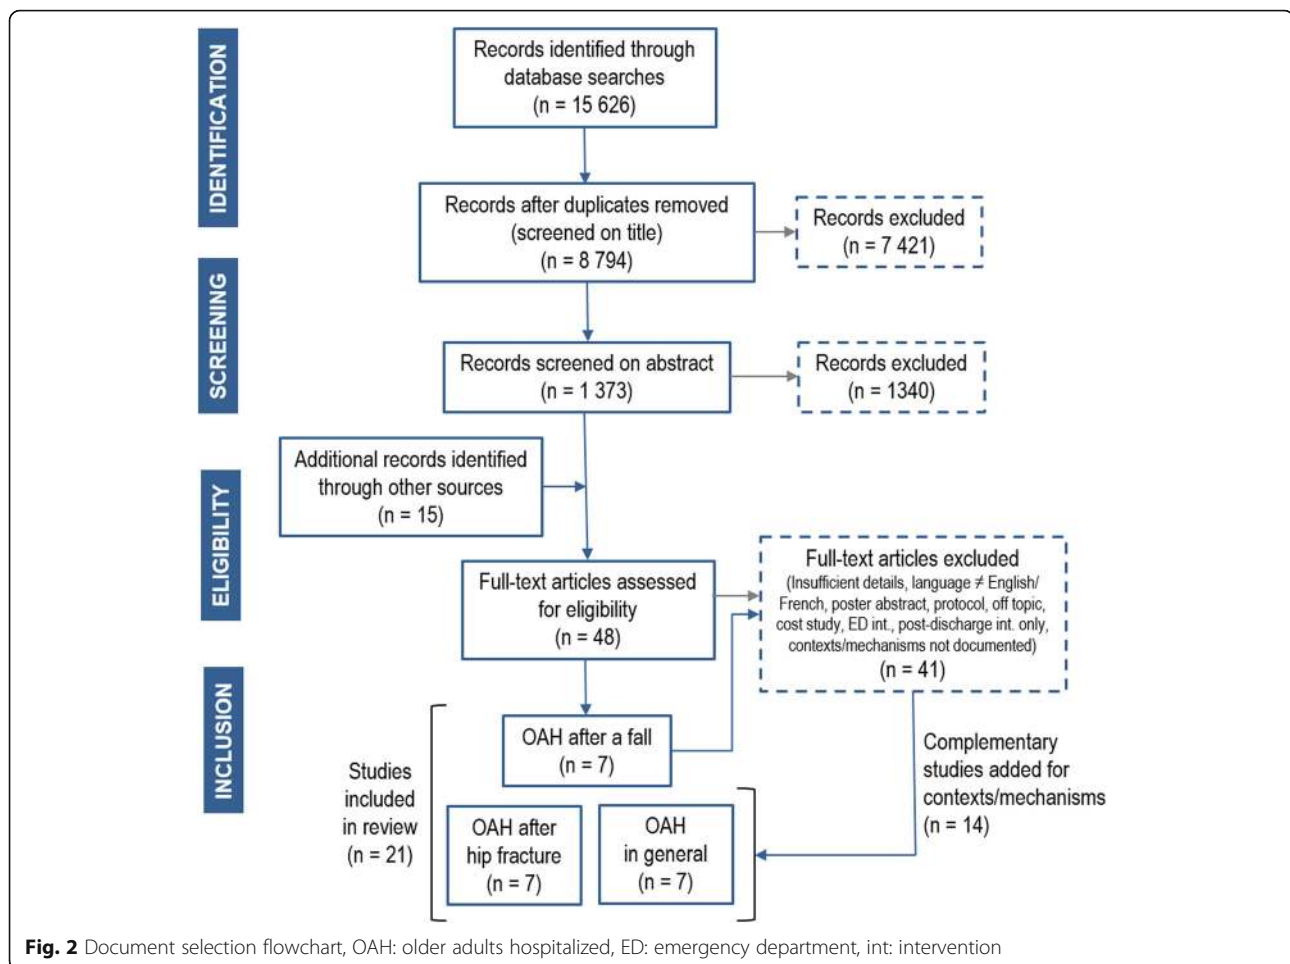 IDENTIFICATION
Records identified through
database searches
(n = 15 626)
Records after duplicates removed
(screened on title)
(n = 8 794)
Records excluded
(n = 7 421)
SCREENING
Records screened on abstract
(n = 1 373)
Records excluded
(n = 1340)
ELIGIBILITY
Additional records identified
through other sources
(n = 15)
Full-text articles assessed
for eligibility
(n = 48)
Full-text articles excluded
(Insufficient details, language ≠ English/
French, poster abstract, protocol, off topic,
cost study, ED int., post-discharge int. only,
contexts/mechanisms not documented)
(n = 41)
INCLUSION
Studies
included
in review
(n = 21)
OAH after a fall
(n = 7)
OAH after
hip fracture
(n = 7)
OAH
in general
(n = 7)
Complementary
studies added for
contexts/mechanisms
(n = 14)
Fig. 2 Document selection flowchart, OAH: older adults hospitalized, ED: emergency department, int: intervention